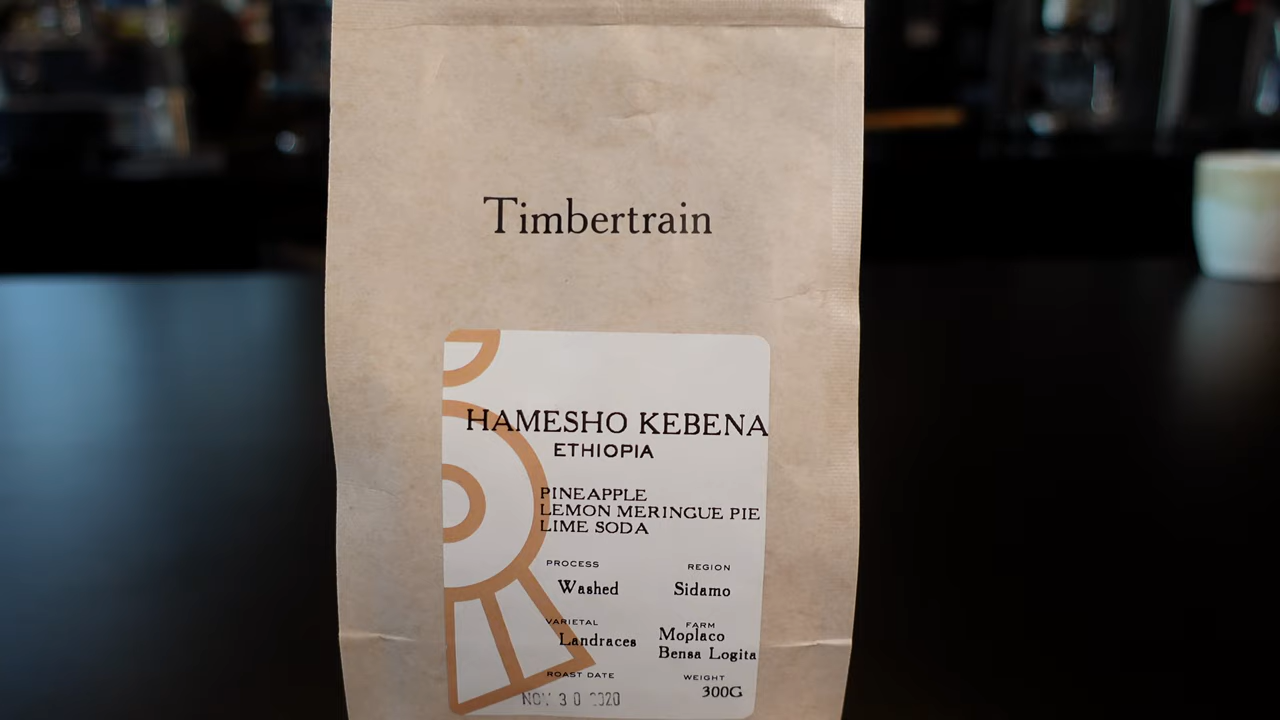 Timbertrain
HAMESHO KEBENA
ETHIOPIA
PINEAPPLE
LEMON MERINGUE PIE
LIME SODA
PROCESS
Washed
REGION
Sidamo
VARIETAL
Landraces
FARM
Moplaco
Bensa Logita
ROAST DATE
NOV 30 2020
WEIGHT
300G